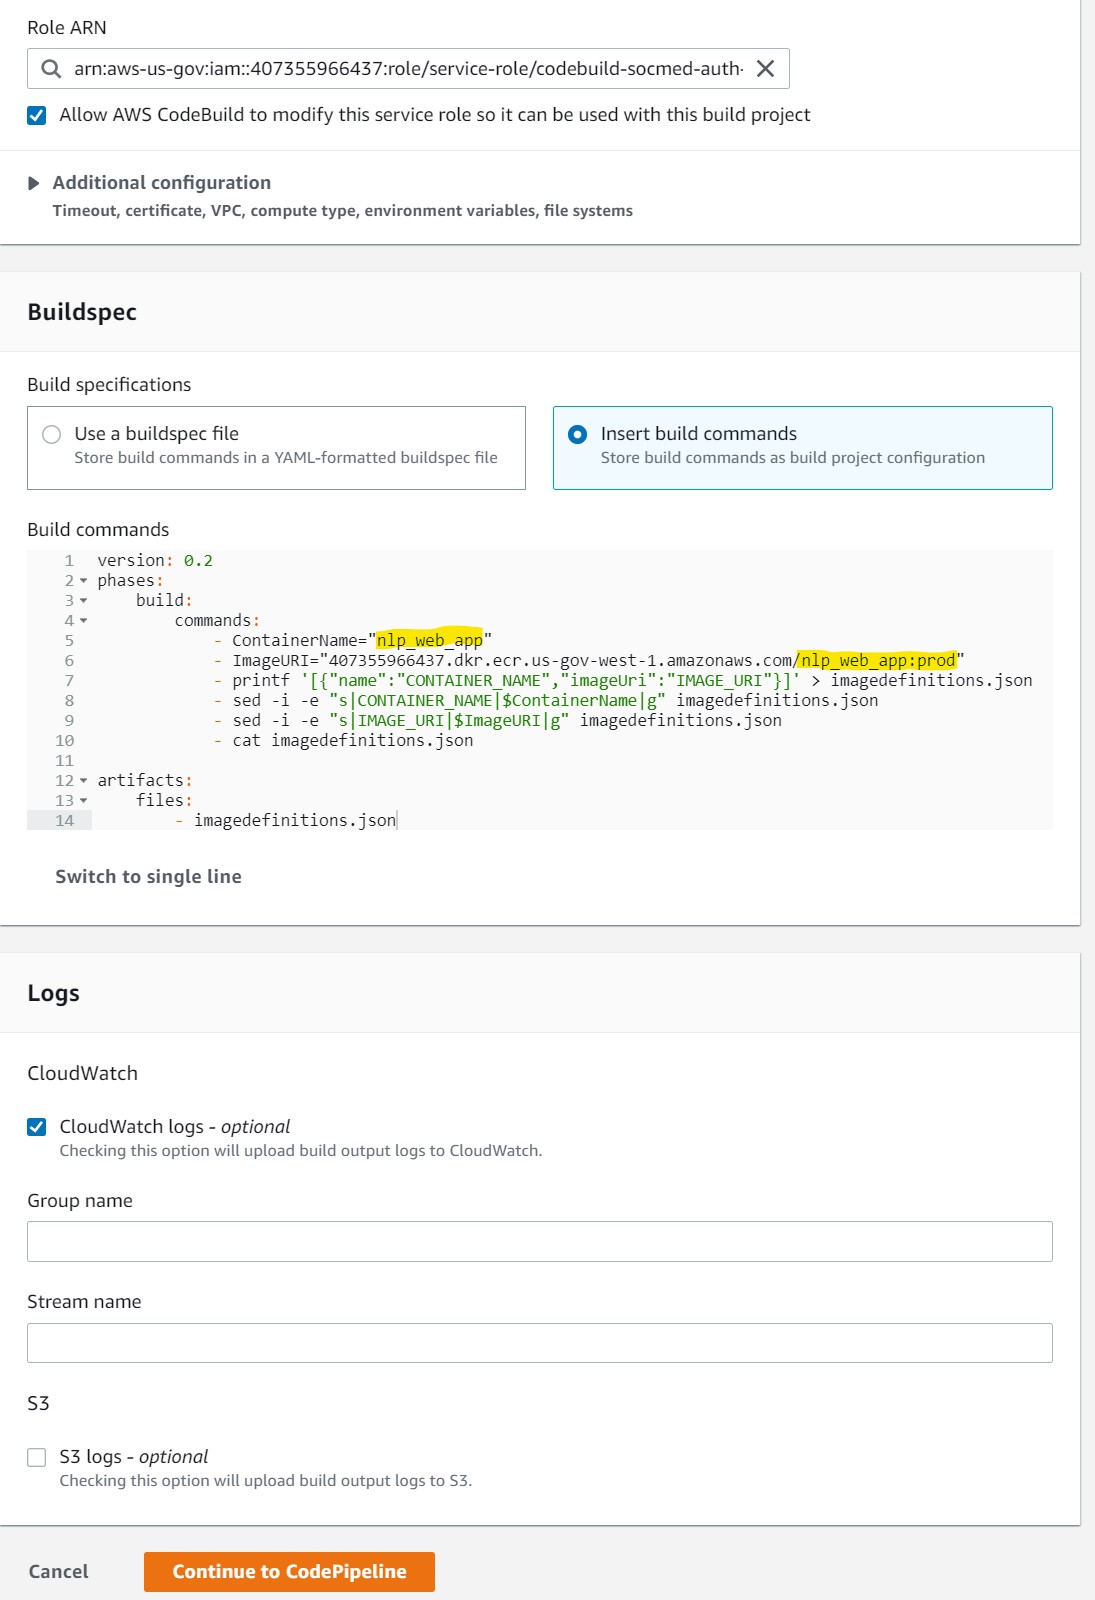 Role ARN
arn:aws-us-gov:iam::407355966437:role/service-role/codebuild-socmed-auth-
Allow AWS CodeBuild to modify this service role so it can be used with this build project
Additional configuration
Timeout, certificate, VPC, compute type, environment variables, file systems
Buildspec
Build specifications
Use a buildspec file
Store build commands in a YAML-formatted buildspec file
Insert build commands
Store build commands as build project configuration
Build commands
1 version: 0.2
2 phases:
3 build:
4 commands:
5 - ContainerName="nlp_web_app"
6 - ImageURI="407355966437.dkr.ecr.us-gov-west-1.amazonaws.com/nlp_web_app:prod"
7 - printf '[{"name":"CONTAINER_NAME","imageUri":"IMAGE_URI"}]' > imagedefinitions.json
8 - sed -i -e "s|CONTAINER_NAME|$ContainerName|g" imagedefinitions.json
9 - sed -i -e "s|IMAGE_URI|$ImageURI|g" imagedefinitions.json
10 - cat imagedefinitions.json
11
12 artifacts:
13 files:
14 - imagedefinitions.json
Switch to single line
Logs
CloudWatch
CloudWatch logs - optional
Checking this option will upload build output logs to CloudWatch.
Group name
Stream name
S3
S3 logs - optional
Checking this option will upload build output logs to S3.
Cancel
Continue to CodePipeline